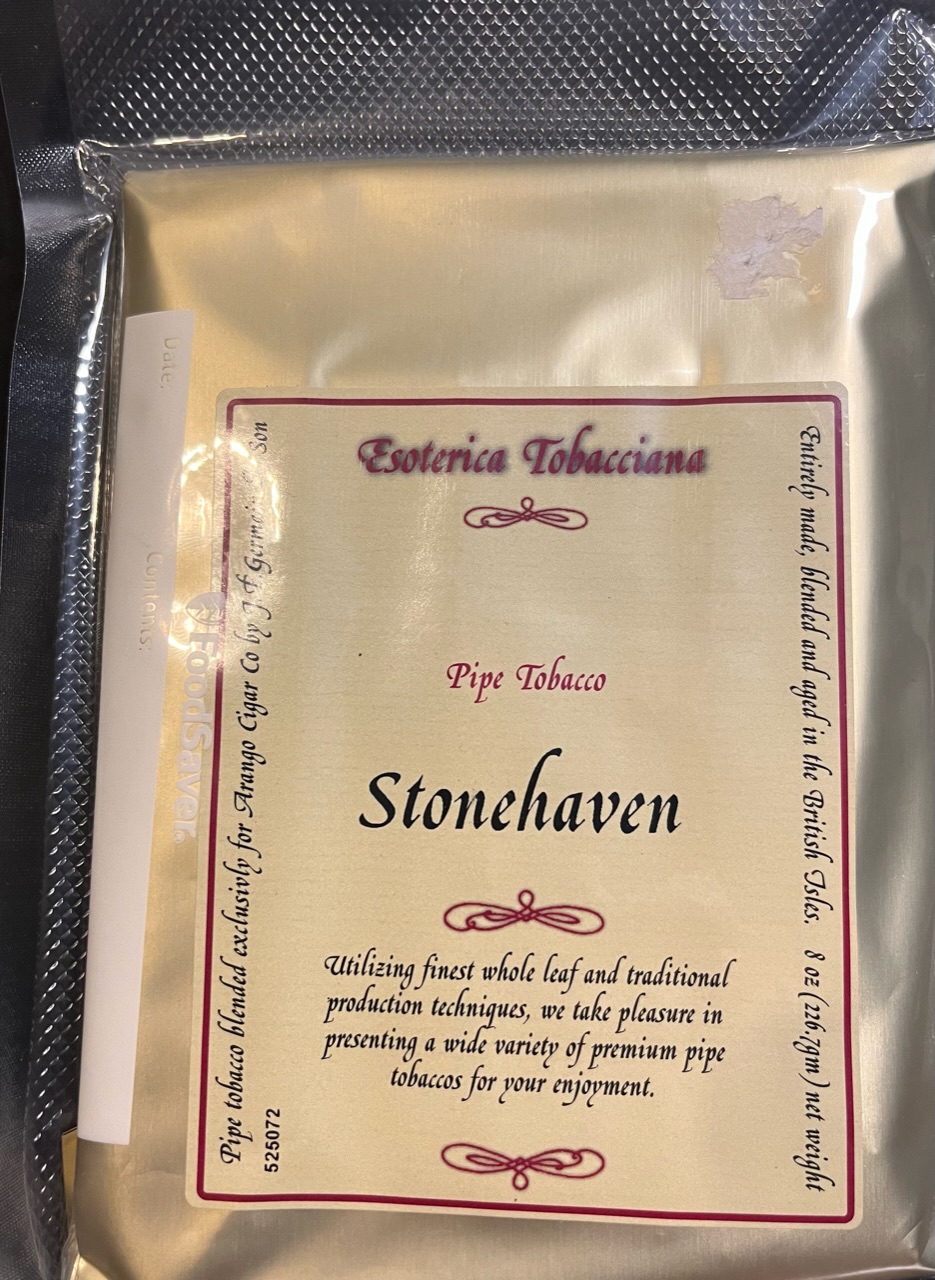 Date:
Contents:
FoodSaver
Esoterica Tobacciana
Pipe Tobacco
Stonehaven
Utilizing finest whole leaf and traditional
production techniques, we take pleasure in
presenting a wide variety of premium pipe
tobaccos for your enjoyment.
Pipe tobacco blended exclusivly for Arango Cigar Co by J. F. Germain & Son
525072
Entirely made, blended and aged in the British Isles. 8 oz (226.7gm) net weight